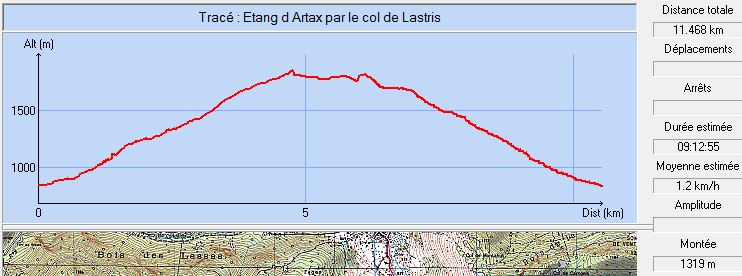 Tracé : Etang d Artax par le col de Lastris
Alt (m)
1500
1000
0
5
Dist (km)
Distance totale
11.468 km
Déplacements
Arrêts
Durée estimée
09:12:55
Moyenne estimée
1.2 km/h
Amplitude
Montée
1319 m
Bois des Lesses